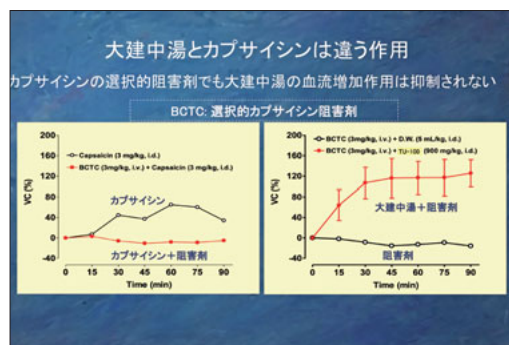 大建中湯とカプサイシンは違う作用
カプサイシンの選択的阻害剤でも大建中湯の血流増加作用は抑制されない
BCTC: 選択的カプサイシン阻害剤
200
160
120
80
40
0
-40
VC (%)
Capsaicin (3 mg/kg, i.d.)
BCTC (3mg/kg, i.v.) + Capsaicin (3 mg/kg, i.d.)
カプサイシン
カプサイシン+阻害剤
0 15 30 45 60 75 90
Time (min)
200
160
120
80
40
0
-40
VC (%)
BCTC (3mg/kg, i.v.) + D.W. (5 mL/kg, i.d.)
BCTC (3mg/kg, i.v.) + TU-100 (900 mg/kg, i.d.)
大建中湯+阻害剤
阻害剤
0 15 30 45 60 75 90
Time (min)